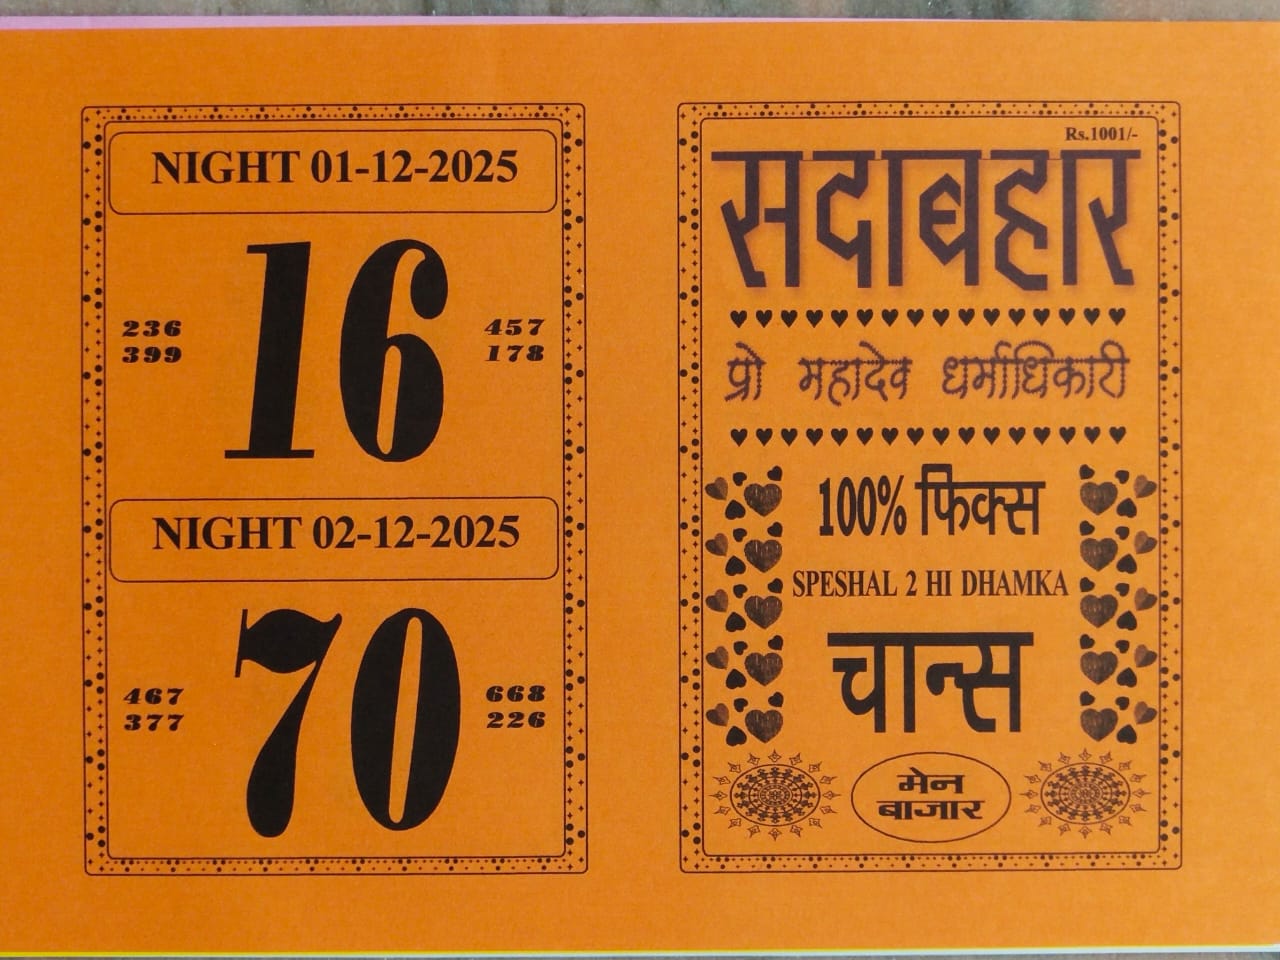 NIGHT 01-12-2025
236
399
16
457
178
NIGHT 02-12-2025
467
377
70
668
226
Rs.1001/-
सदाबहार
प्रो महादेव धर्माधिकारी
100% फिक्स
SPESHAL 2 HI DHAMKA
चान्स
मेन
बाजार